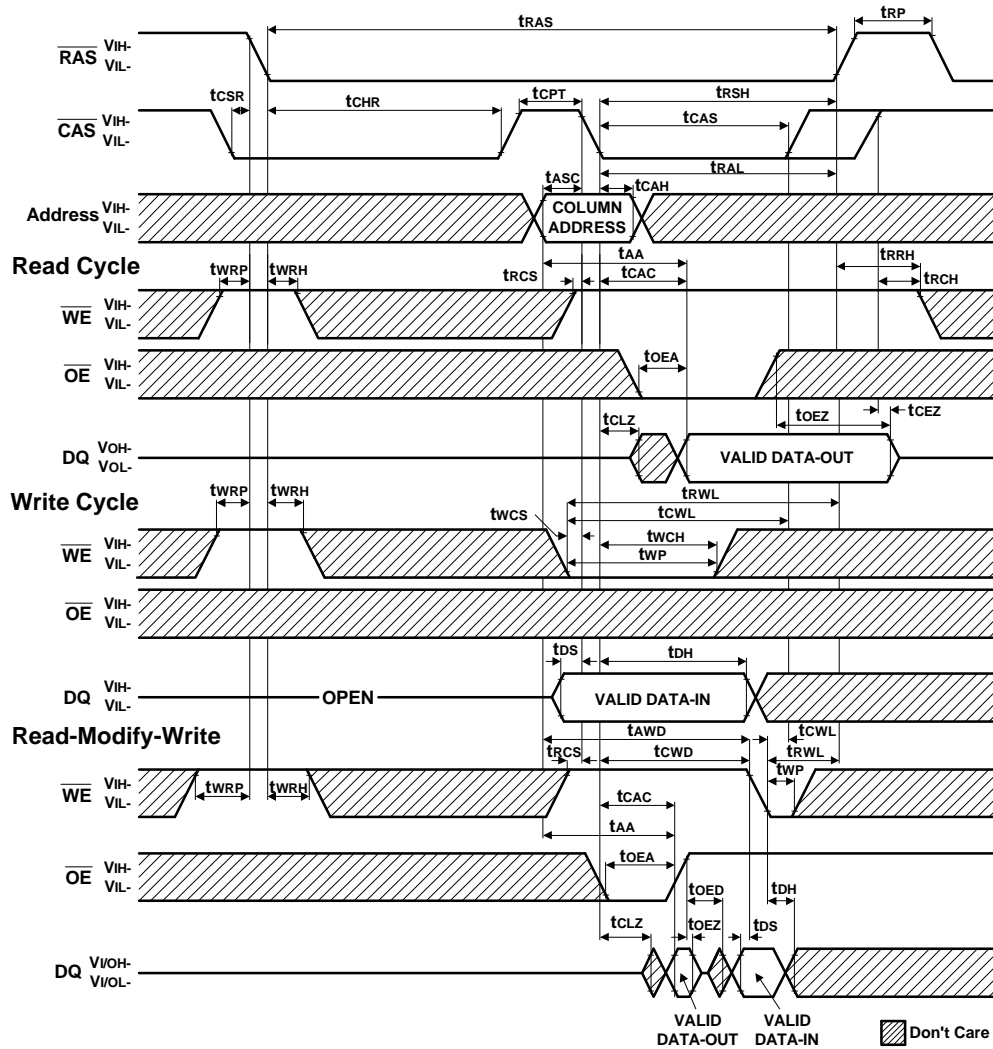 tRAS
tRP
RAS VIH-
VIL-
tCSR
tCHR
tCPT
tRSH
CAS VIH-
VIL-
tCAS
tRAL
tASC
tCAH
Address VIH-
VIL-
COLUMN
ADDRESS
Read Cycle
tWRP
tWRH
tRCS
tAA
tCAC
tRRH
tRCH
WE VIH-
VIL-
OE VIH-
VIL-
tOEA
tCLZ
tOEZ
tCEZ
DQ VOH-
VOL-
VALID DATA-OUT
Write Cycle
tWRP
tWRH
tRWL
tWCS
tCWL
tWCH
tWP
WE VIH-
VIL-
OE VIH-
VIL-
tDS
tDH
DQ VIH-
VIL-
OPEN
VALID DATA-IN
Read-Modify-Write
tAWD
tCWL
tRCS
tCWD
tRWL
tWP
WE VIH-
VIL-
tWRP
tWRH
tCAC
tAA
OE VIH-
VIL-
tOEA
tOED
tDH
tCLZ
tOEZ
tDS
DQ VI/OH-
VI/OL-
VALID
DATA-OUT
VALID
DATA-IN
Don't Care